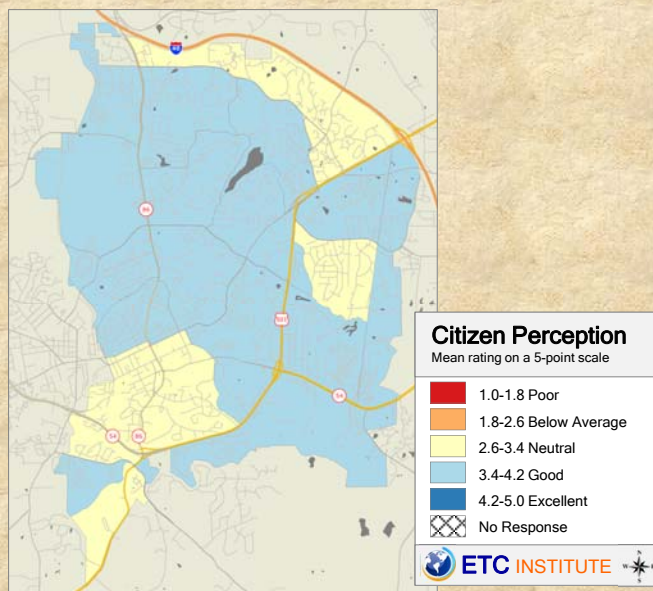 40
86
501
54
54
86
Citizen Perception
Mean rating on a 5-point scale
1.0-1.8 Poor
1.8-2.6 Below Average
2.6-3.4 Neutral
3.4-4.2 Good
4.2-5.0 Excellent
No Response
ETC INSTITUTE
N
W
S